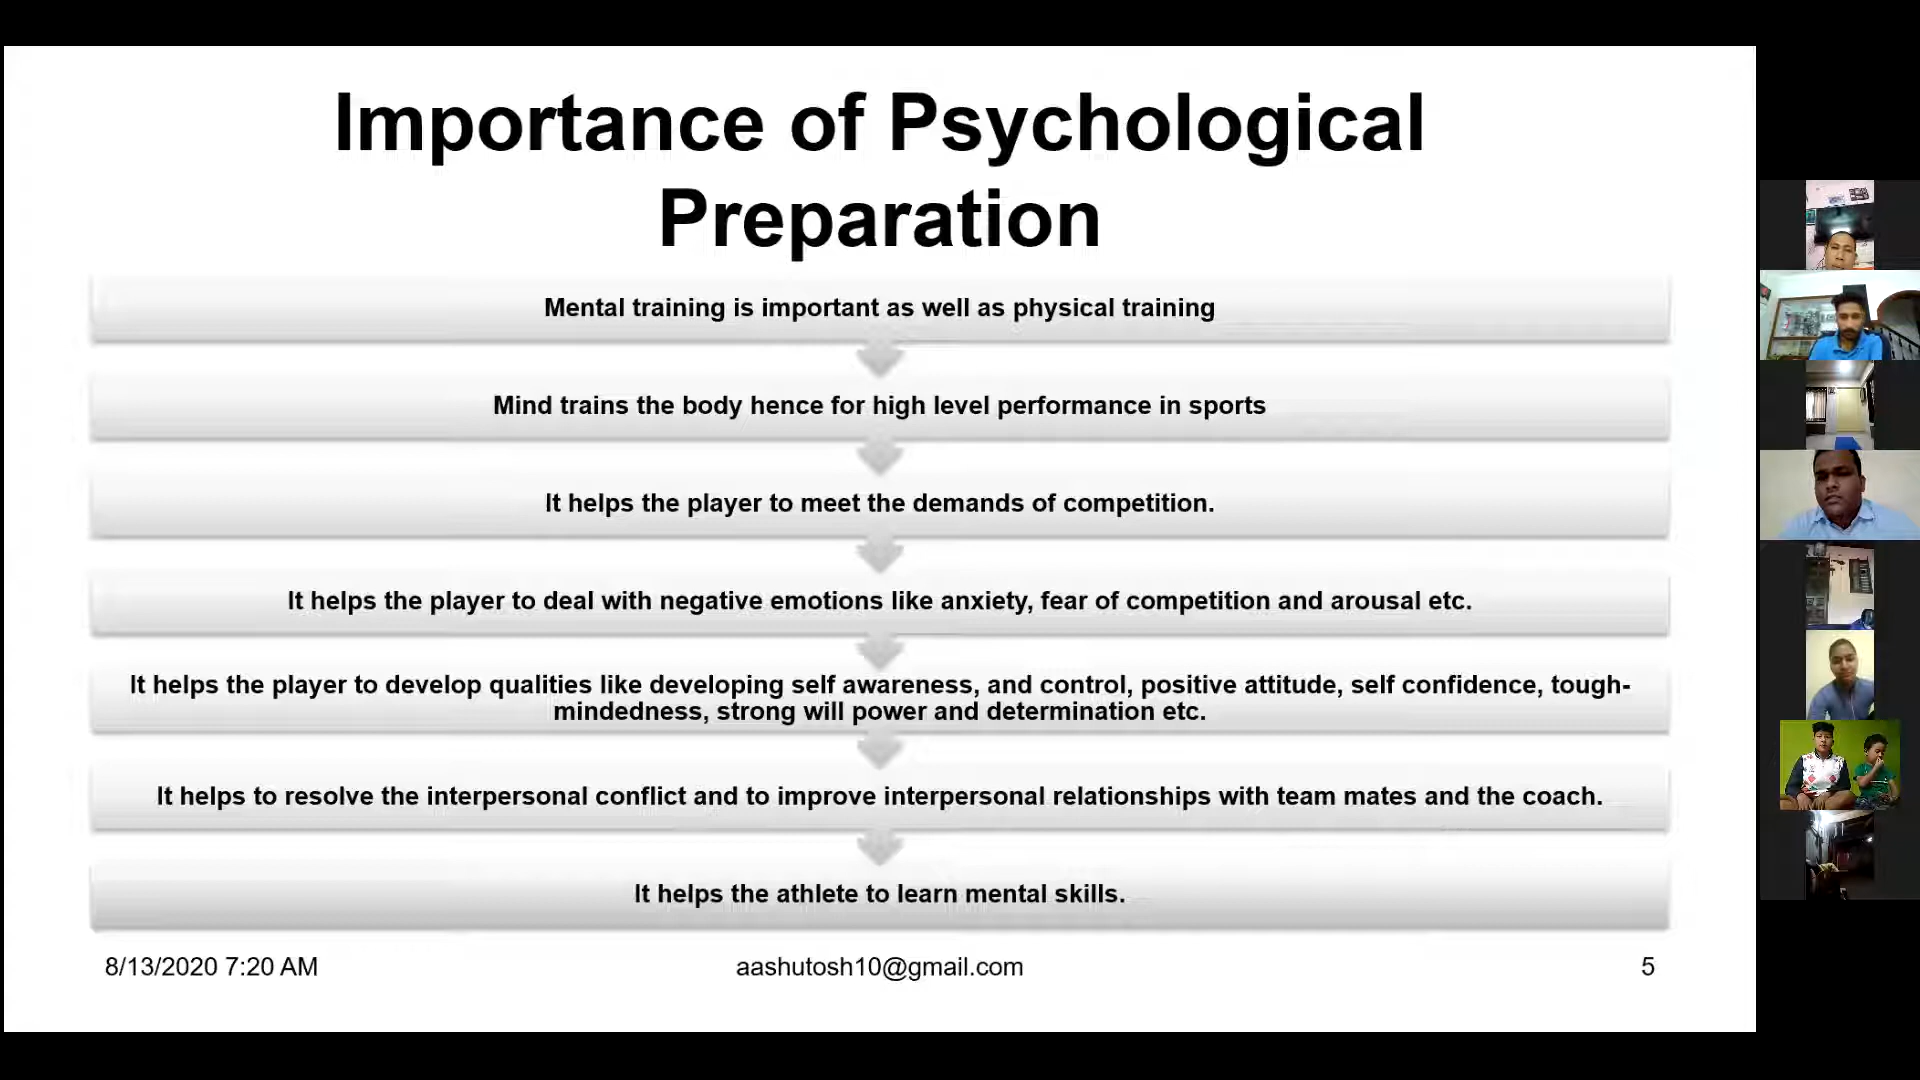 Importance of Psychological
Preparation
Mental training is important as well as physical training
Mind trains the body hence for high level performance in sports
It helps the player to meet the demands of competition.
It helps the player to deal with negative emotions like anxiety, fear of competition and arousal etc.
It helps the player to develop qualities like developing self awareness, and control, positive attitude, self confidence, tough-
mindedness, strong will power and determination etc.
It helps to resolve the interpersonal conflict and to improve interpersonal relationships with team mates and the coach.
It helps the athlete to learn mental skills.
8/13/2020 7:20 AM
aashutosh10@gmail.com
5